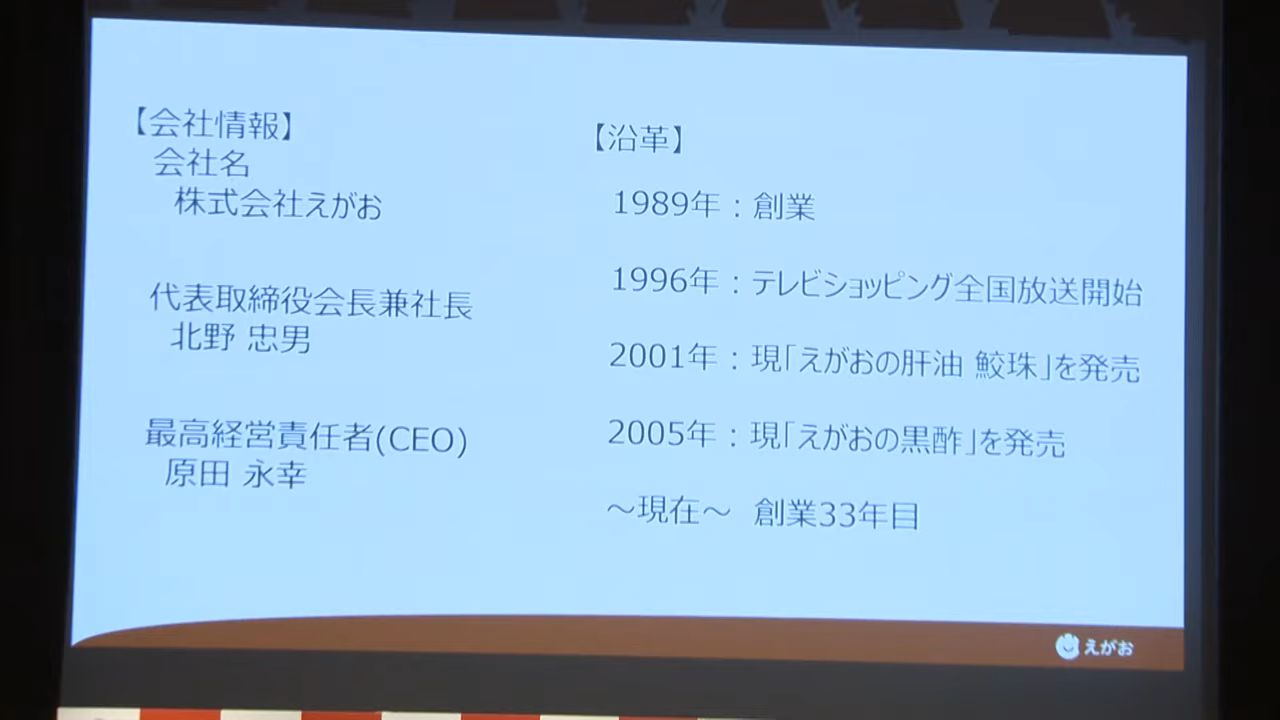 【会社情報】
会社名
株式会社えがお
代表取締役会長兼社長
北野 忠男
最高経営責任者(CEO)
原田 永幸
【沿革】
1989年：創業
1996年：テレビショッピング全国放送開始
2001年：現「えがおの肝油 鮫珠」を発売
2005年：現「えがおの黒酢」を発売
～現在～ 創業33年目
えがお